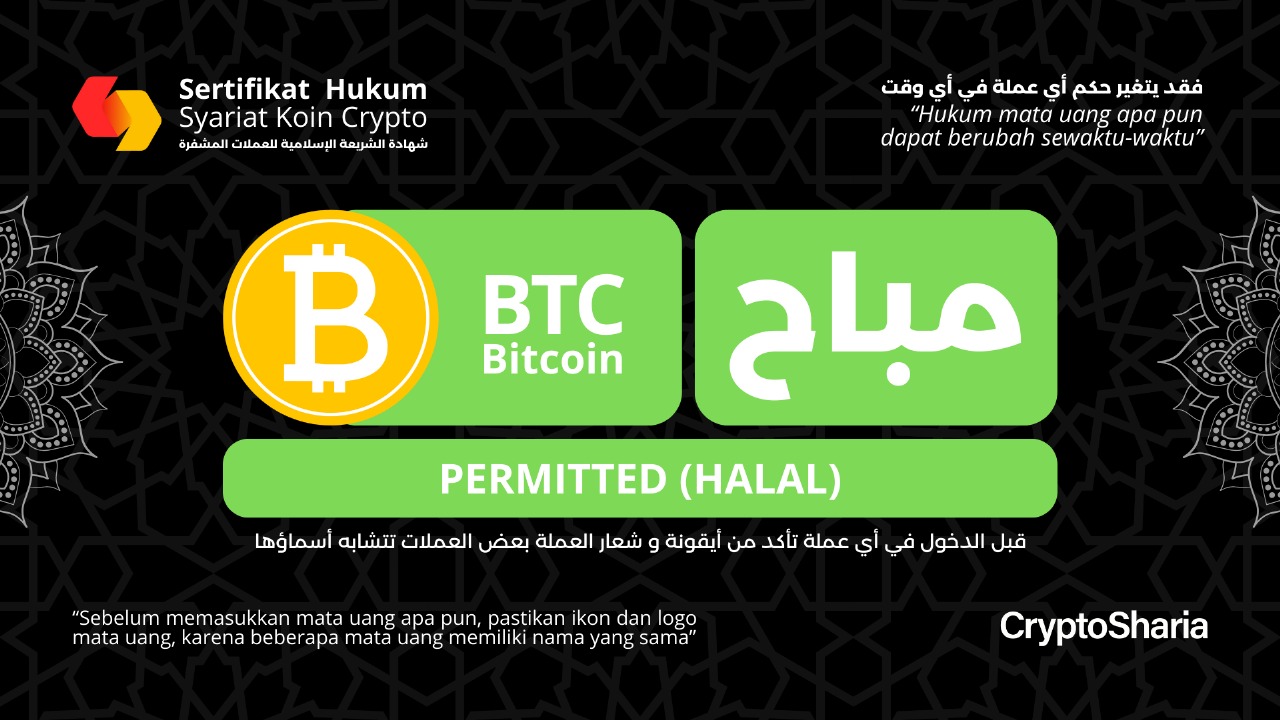 Sertifikat Hukum
Syariat Koin Crypto
شهادة الشريعة الإسلامية للعملات المشفرة
فقد يتغير حكم أي عملة في أي وقت
“Hukum mata uang apa pun
dapat berubah sewaktu-waktu”
BTC
Bitcoin
مباح
PERMITTED (HALAL)
قبل الدخول في أي عملة تأكد من أيقونة و شعار العملة بعض العملات تتشابه أسماؤها
“Sebelum memasukkan mata uang apa pun, pastikan ikon dan logo
mata uang, karena beberapa mata uang memiliki nama yang sama”
CryptoSharia